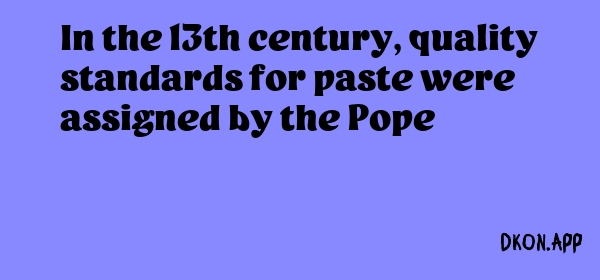 In the 13th century, quality
standards for paste were
assigned by the Pope
DKON.APP